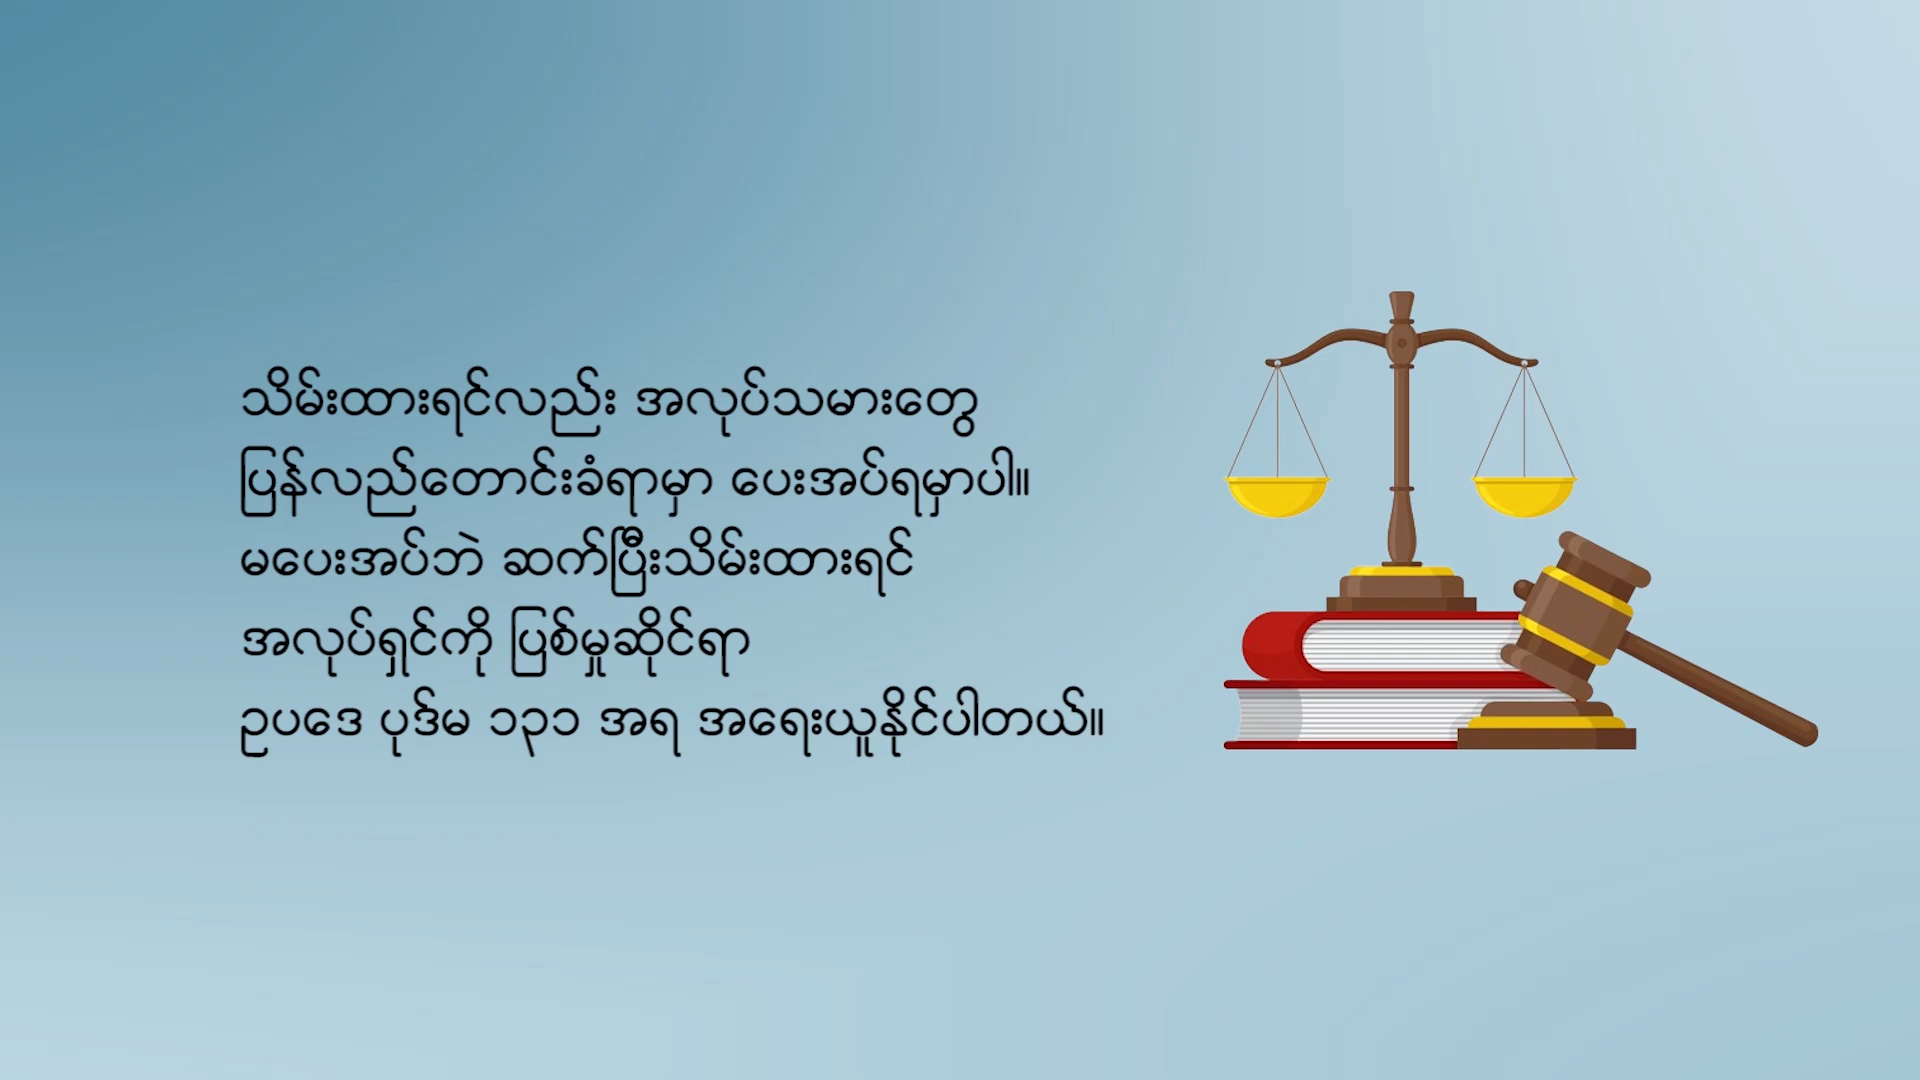 သိမ်းထားရင်လည်း အလုပ်သမားတွေ
ပြန်လည်တောင်းခံရာမှာ ပေးအပ်ရမှာပါ။
မပေးအပ်ဘဲ ဆက်ပြီးသိမ်းထားရင်
အလုပ်ရှင်ကို ပြစ်မှုဆိုင်ရာ
ဥပဒေ ပုဒ်မ ၁၃၁ အရ အရေးယူနိုင်ပါတယ်။